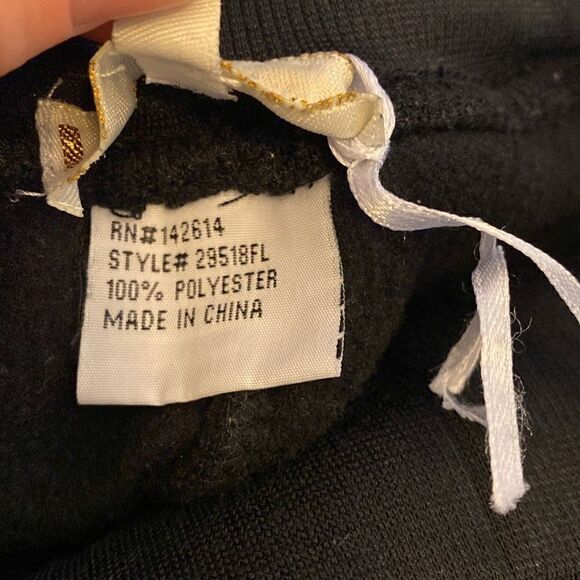 RN#142614
STYLE# 29518FL
100% POLYESTER
MADE IN CHINA